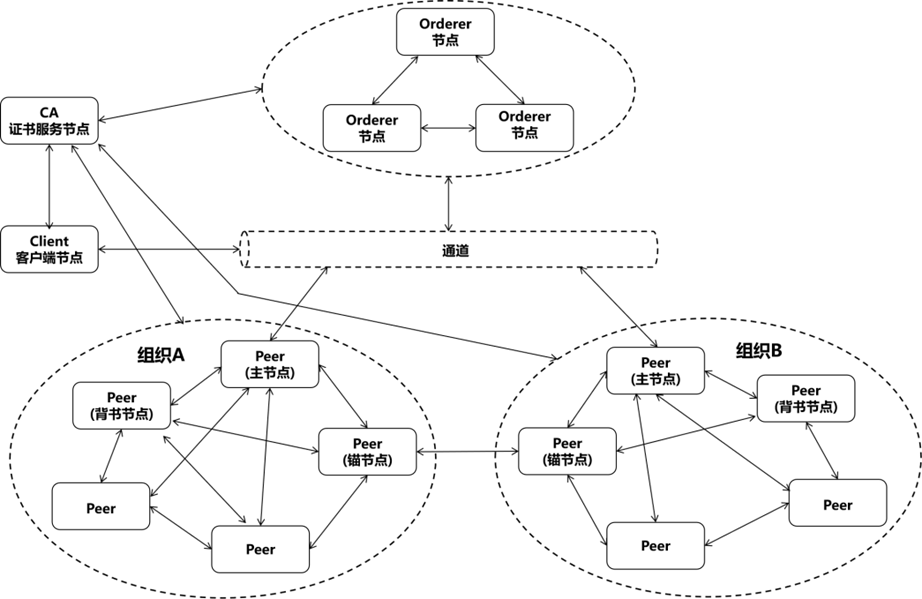 Orderer
节点
Orderer
节点
Orderer
节点
CA
证书服务节点
Client
客户端节点
通道
组织A
Peer
(主节点)
Peer
(背书节点)
Peer
(锚节点)
Peer
Peer
组织B
Peer
(主节点)
Peer
(背书节点)
Peer
(锚节点)
Peer
Peer